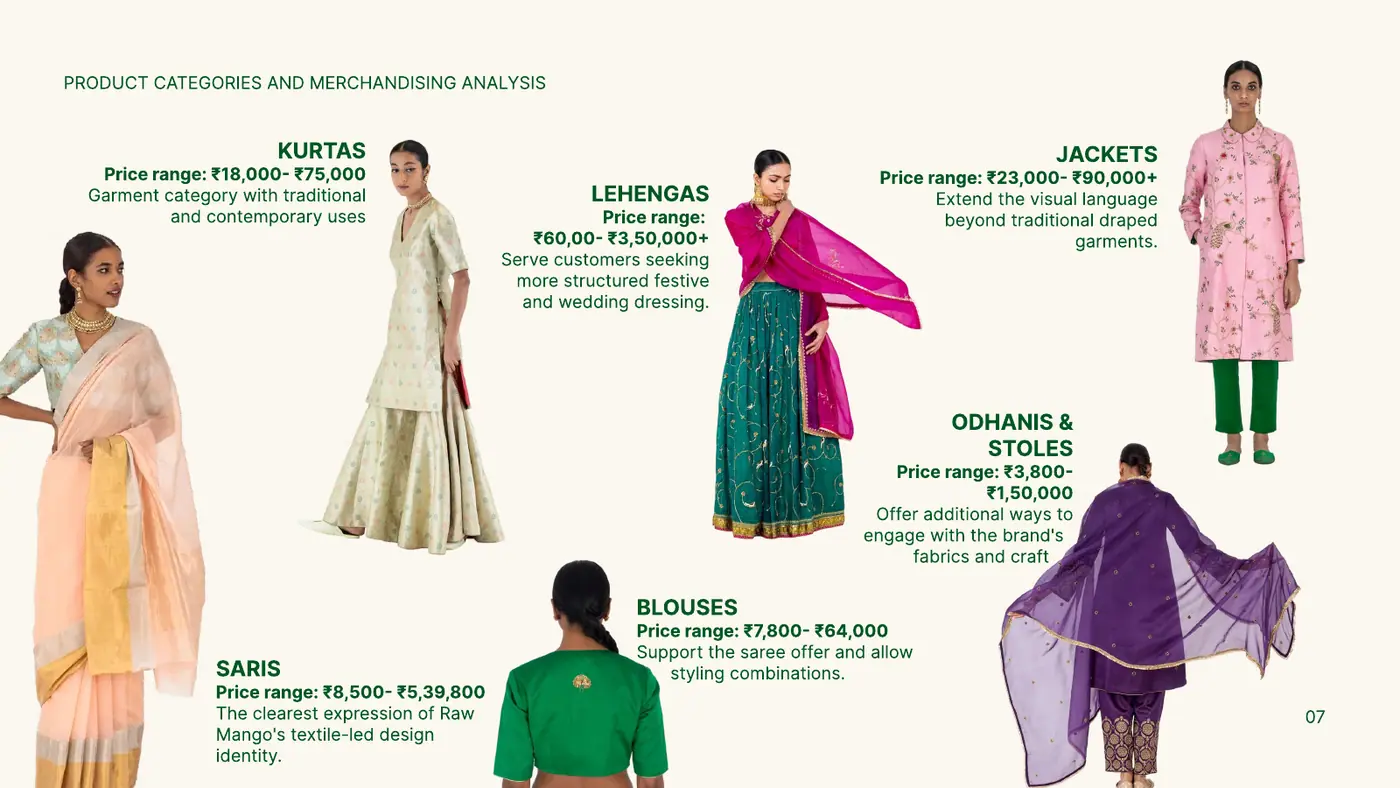 PRODUCT CATEGORIES AND MERCHANDISING ANALYSIS
KURTAS
Price range: ₹18,000- ₹75,000
Garment category with traditional
and contemporary uses
LEHENGAS
Price range:
₹60,00- ₹3,50,000+
Serve customers seeking
more structured festive
and wedding dressing.
JACKETS
Price range: ₹23,000- ₹90,000+
Extend the visual language
beyond traditional draped
garments.
ODHANIS &
STOLES
Price range: ₹3,800-
₹1,50,000
Offer additional ways to
engage with the brand's
fabrics and craft
BLOUSES
Price range: ₹7,800- ₹64,000
Support the saree offer and allow
styling combinations.
SARIS
Price range: ₹8,500- ₹5,39,800
The clearest expression of Raw
Mango's textile-led design
identity.
07